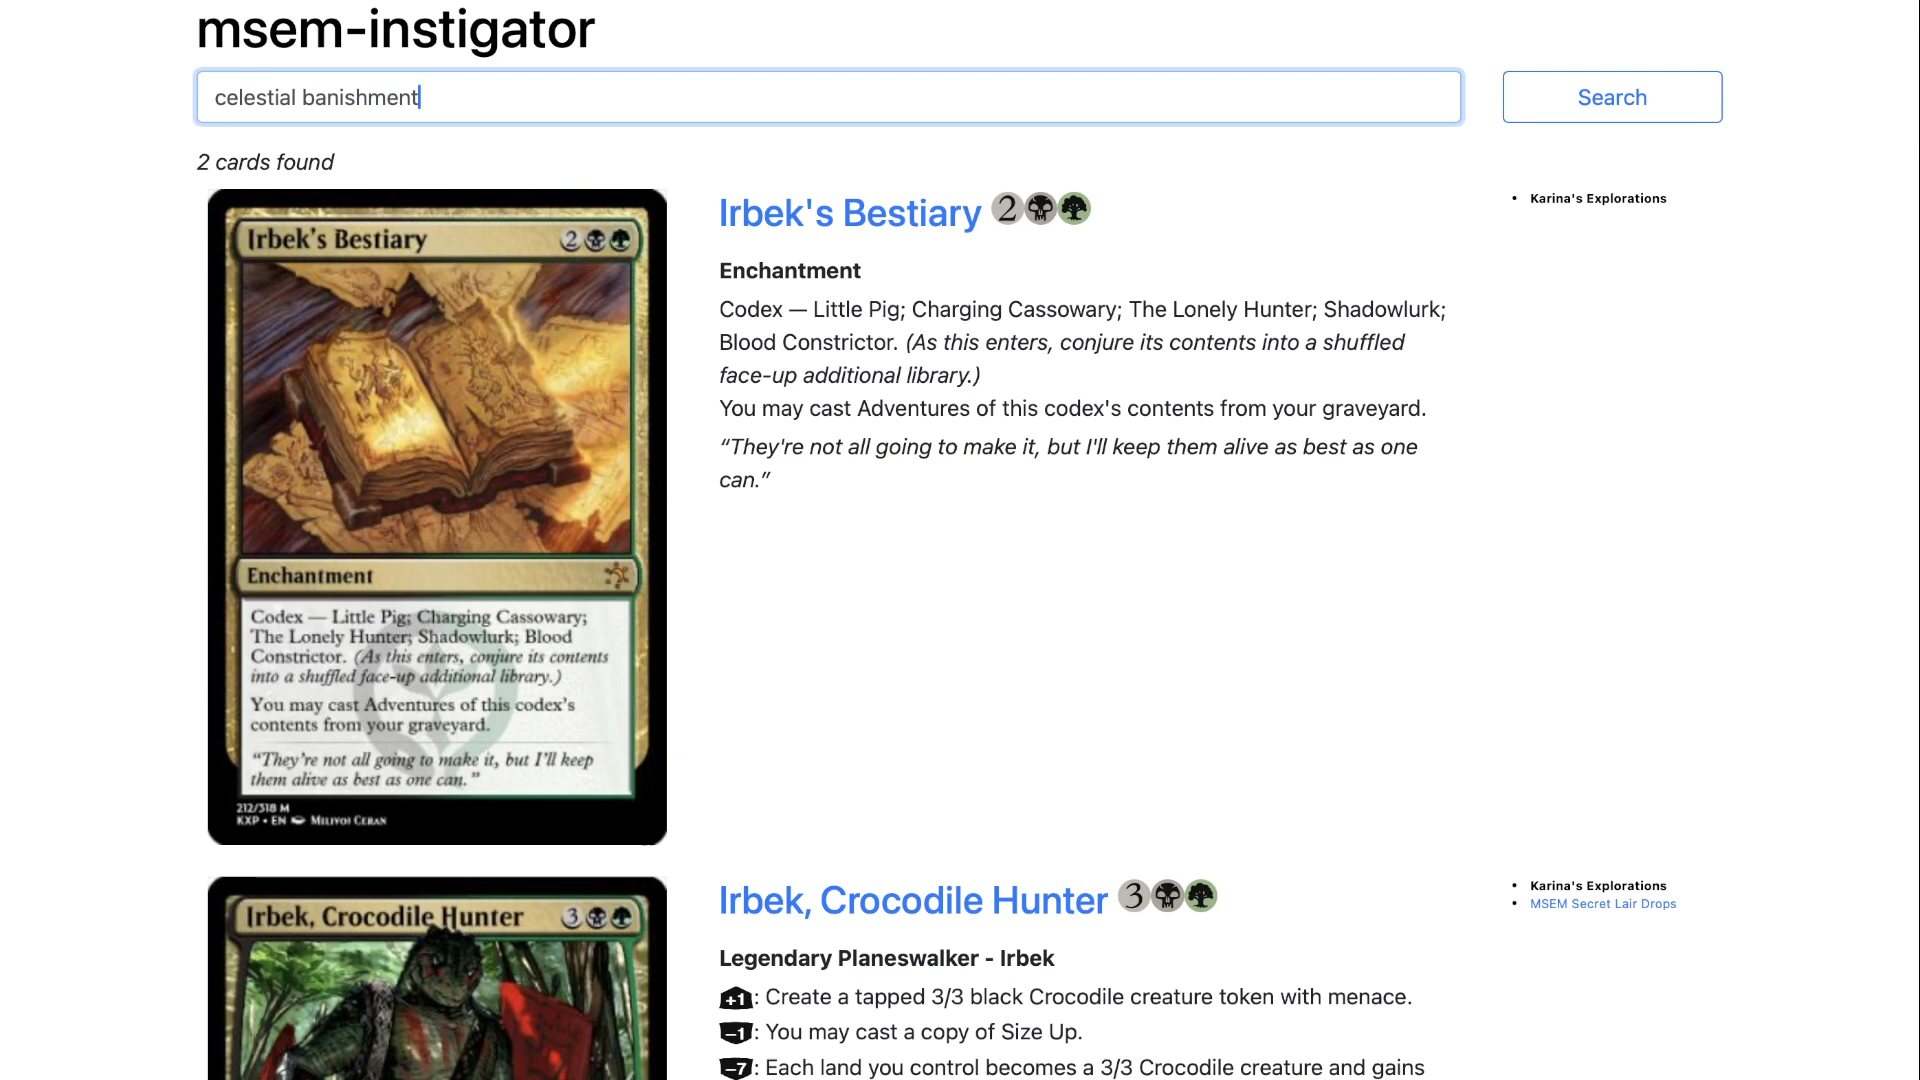 msem-instigator
celestial banishment
Search
2 cards found
Irbek's Bestiary 2
Enchantment
Codex — Little Pig; Charging Cassowary;
The Lonely Hunter; Shadowlurk; Blood
Constrictor. (As this enters, conjure its contents
into a shuffled face-up additional library.)
You may cast Adventures of this codex's
contents from your graveyard.
"They're not all going to make it, but I'll keep
them alive as best as one can."
212/318 M
KXP • EN Milivoj Ceran
Irbek's Bestiary 2
Enchantment
Codex — Little Pig; Charging Cassowary; The Lonely Hunter; Shadowlurk;
Blood Constrictor. (As this enters, conjure its contents into a shuffled
face-up additional library.)
You may cast Adventures of this codex's contents from your graveyard.
“They're not all going to make it, but I'll keep them alive as best as one
can.”
• Karina's Explorations
Irbek, Crocodile Hunter 3
Irbek, Crocodile Hunter 3
Legendary Planeswalker - Irbek
+1: Create a tapped 3/3 black Crocodile creature token with menace.
−1: You may cast a copy of Size Up.
−7: Each land you control becomes a 3/3 Crocodile creature and gains
• Karina's Explorations
• MSEM Secret Lair Drops